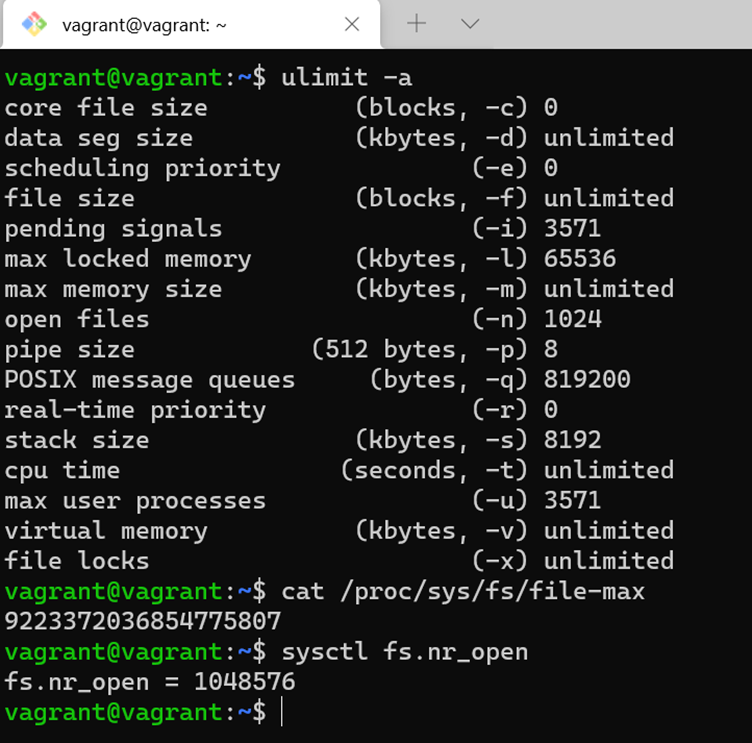 vagrant@vagrant: ~
vagrant@vagrant:~$ ulimit -a
core file size          (blocks, -c) 0
data seg size           (kbytes, -d) unlimited
scheduling priority             (-e) 0
file size               (blocks, -f) unlimited
pending signals                 (-i) 3571
max locked memory       (kbytes, -l) 65536
max memory size         (kbytes, -m) unlimited
open files                      (-n) 1024
pipe size            (512 bytes, -p) 8
POSIX message queues     (bytes, -q) 819200
real-time priority              (-r) 0
stack size              (kbytes, -s) 8192
cpu time               (seconds, -t) unlimited
max user processes              (-u) 3571
virtual memory          (kbytes, -v) unlimited
file locks                      (-x) unlimited
vagrant@vagrant:~$ cat /proc/sys/fs/file-max
9223372036854775807
vagrant@vagrant:~$ sysctl fs.nr_open
fs.nr_open = 1048576
vagrant@vagrant:~$